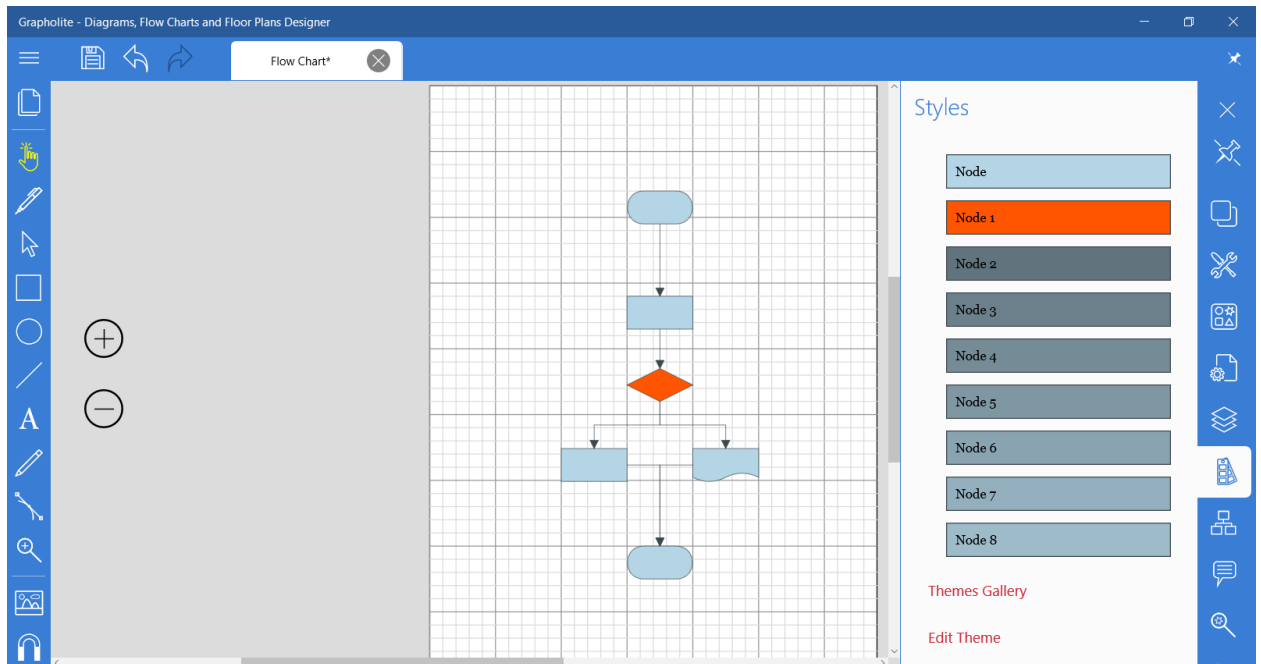 Grapholite - Diagrams, Flow Charts and Floor Plans Designer
Flow Chart*
Styles
Node
Node 1
Node 2
Node 3
Node 4
Node 5
Node 6
Node 7
Node 8
Themes Gallery
Edit Theme
A